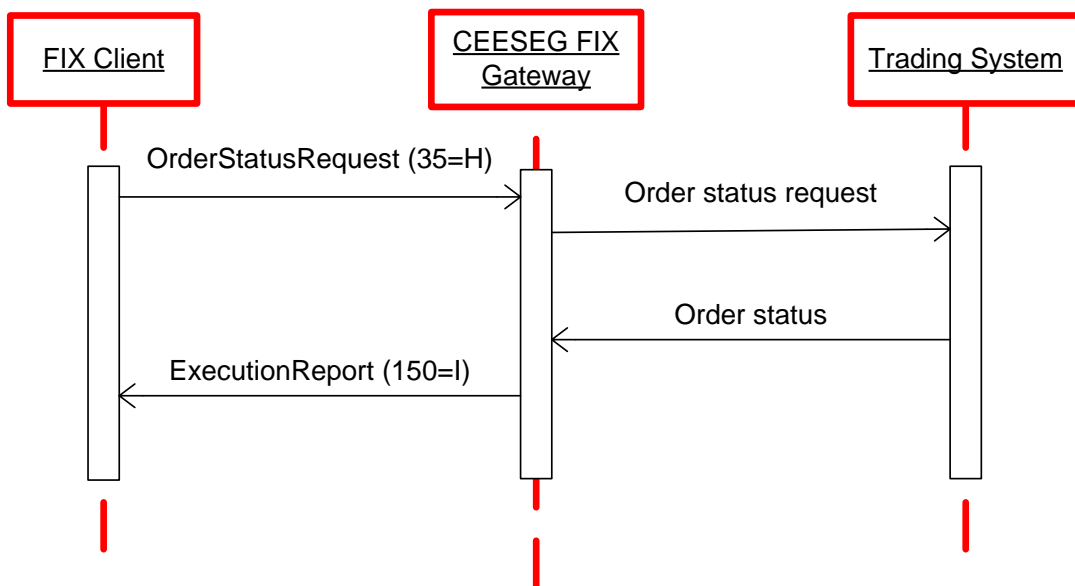 FIX Client
CEESEG FIX
Gateway
Trading System
OrderStatusRequest (35=H)
Order status request
Order status
ExecutionReport (150=I)